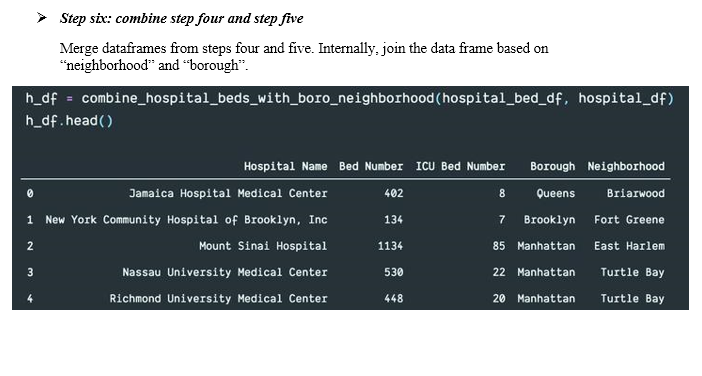 ➤ Step six: combine step four and step five
Merge dataframes from steps four and five. Internally, join the data frame based on
“neighborhood” and “borough”.
h_df = combine_hospital_beds_with_boro_neighborhood(hospital_bed_df, hospital_df)
h_df.head()
Hospital Name Bed Number ICU Bed Number Borough Neighborhood
0 Jamaica Hospital Medical Center 402 8 Queens Briarwood
1 New York Community Hospital of Brooklyn, Inc 134 7 Brooklyn Fort Greene
2 Mount Sinai Hospital 1134 85 Manhattan East Harlem
3 Nassau University Medical Center 530 22 Manhattan Turtle Bay
4 Richmond University Medical Center 448 20 Manhattan Turtle Bay